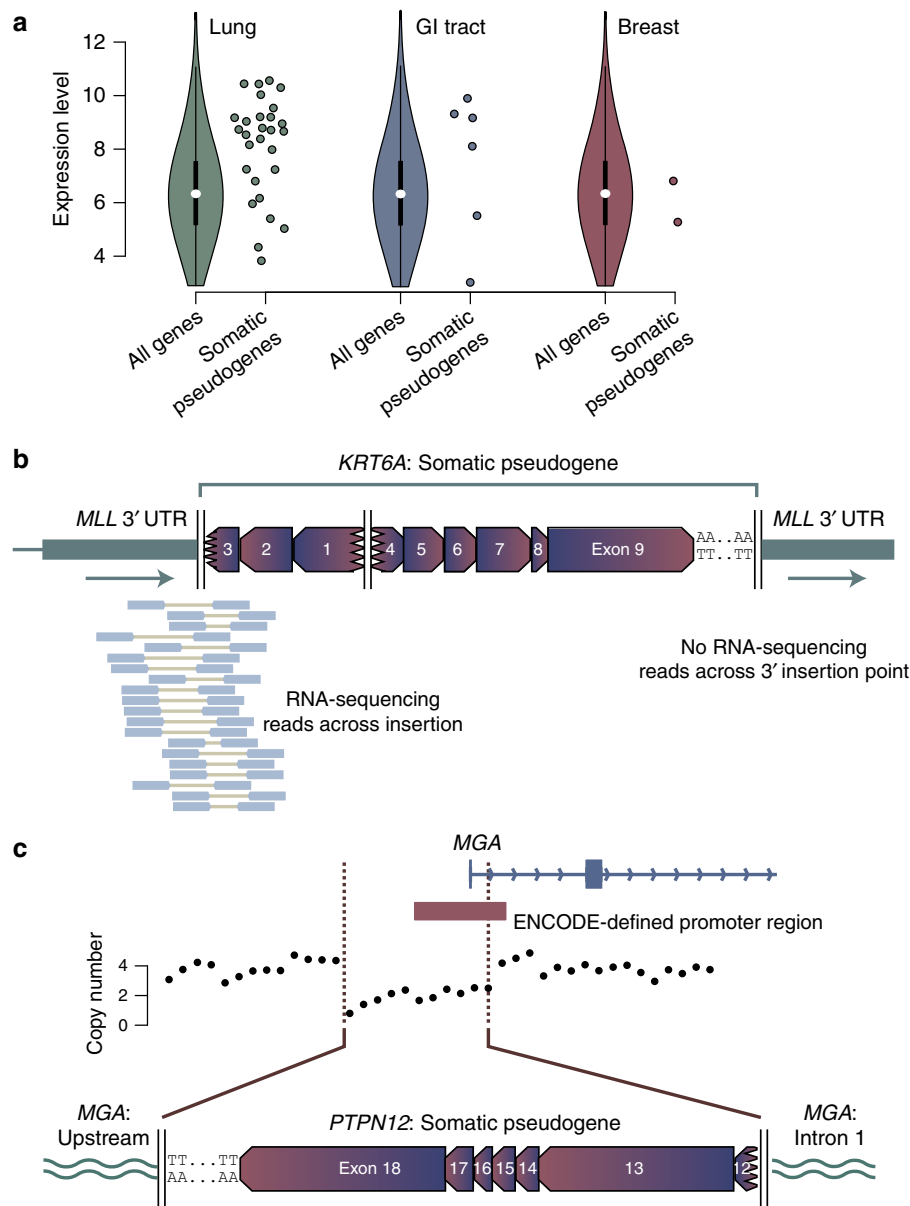 a
Lung
GI tract
Breast
Expression level
12
10
8
6
4
All genes
Somatic
pseudogenes
All genes
Somatic
pseudogenes
All genes
Somatic
pseudogenes
b
KRT6A: Somatic pseudogene
MLL 3′ UTR
MLL 3′ UTR
3 2 1 4 5 6 7 8 Exon 9
AA..AA
TT..TT
No RNA-sequencing
reads across 3′ insertion point
RNA-sequencing
reads across insertion
c
MGA
ENCODE-defined promoter region
Copy number
4
2
0
MGA:
Upstream
PTPN12: Somatic pseudogene
MGA:
Intron 1
TT...TT
AA...AA
Exon 18 17 16 15 14 13 12